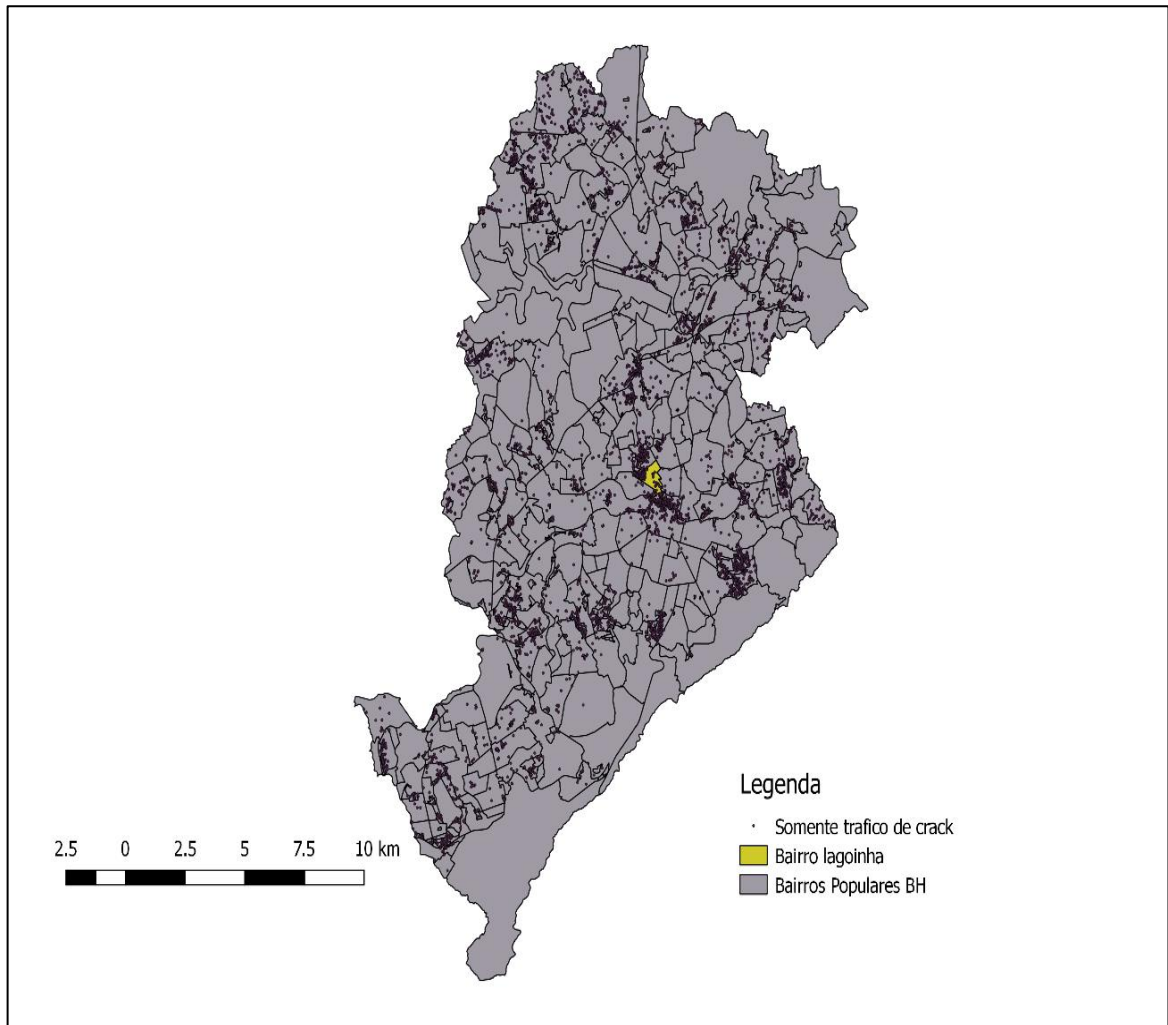 Legenda
Somente trafico de crack
Bairro lagoinha
Bairros Populares BH
2.5 0 2.5 5 7.5 10 km